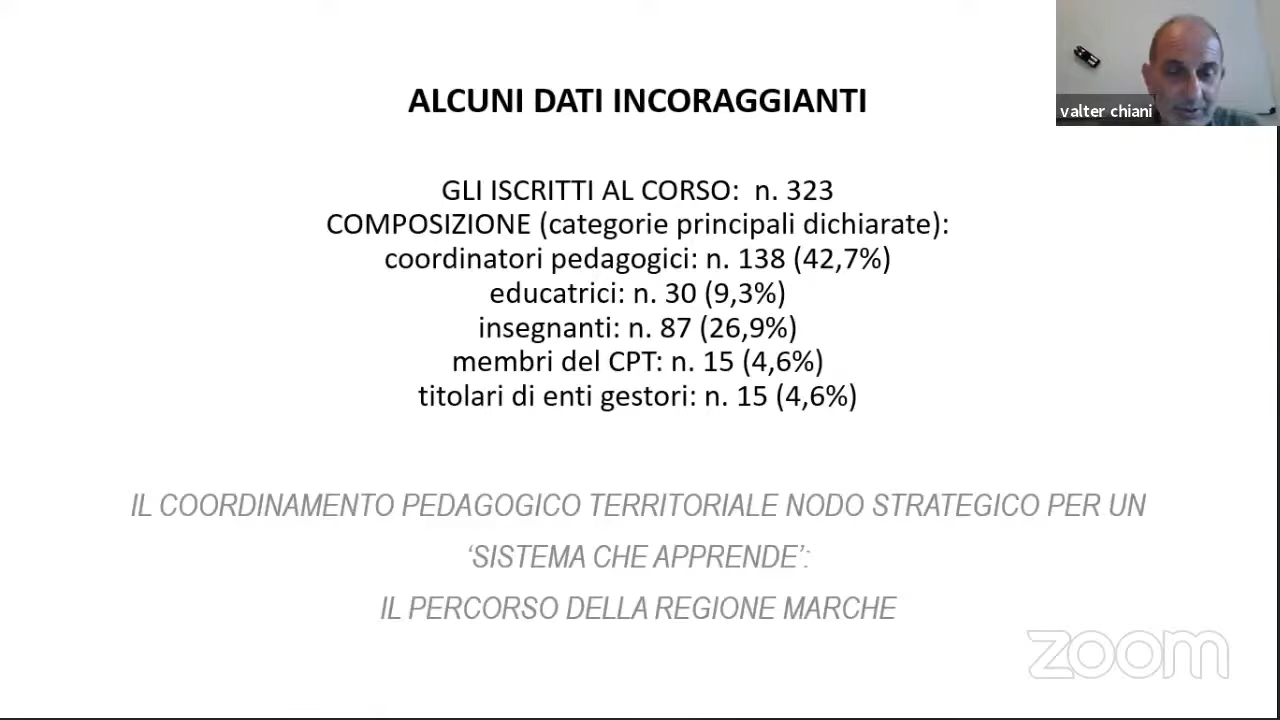 valter chiani
ALCUNI DATI INCORAGGIANTI
GLI ISCRITTI AL CORSO: n. 323
COMPOSIZIONE (categorie principali dichiarate):
coordinatori pedagogici: n. 138 (42,7%)
educatrici: n. 30 (9,3%)
insegnanti: n. 87 (26,9%)
membri del CPT: n. 15 (4,6%)
titolari di enti gestori: n. 15 (4,6%)
IL COORDINAMENTO PEDAGOGICO TERRITORIALE NODO STRATEGICO PER UN
‘SISTEMA CHE APPRENDE’:
IL PERCORSO DELLA REGIONE MARCHE
zoom